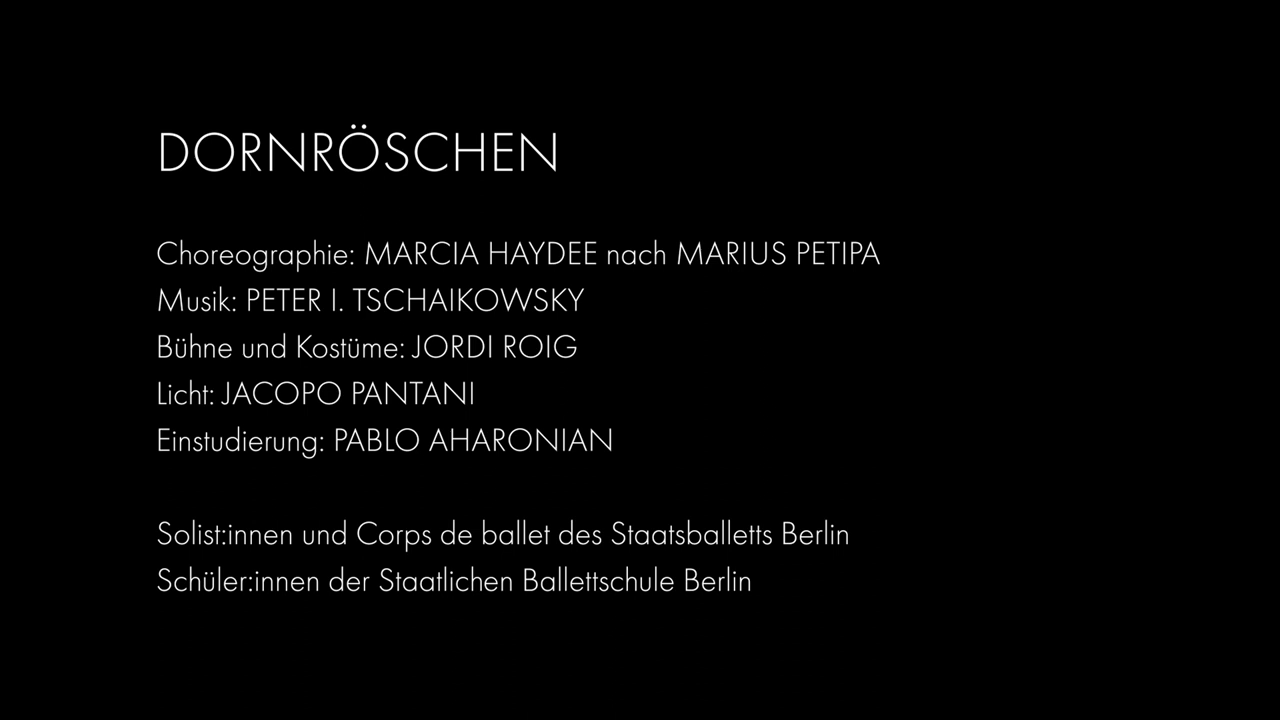 DORNRÖSCHEN
Choreographie: MARCIA HAYDEE nach MARIUS PETIPA
Musik: PETER I. TSCHAIKOWSKY
Bühne und Kostüme: JORDI ROIG
Licht: JACOPO PANTANI
Einstudierung: PABLO AHARONIAN
Solist:innen und Corps de ballet des Staatsballetts Berlin
Schüler:innen der Staatlichen Ballettschule Berlin